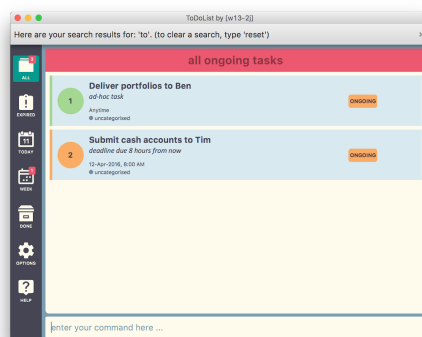 ToDoList by [w13-2j]
Here are your search results for: 'to'. (to clear a search, type 'reset')
all ongoing tasks
2
ALL
EXPIRED
11
TODAY
1
WEEK
DONE
OPTIONS
?
HELP
1
Deliver portfolios to Ben
ad-hoc task
Anytime
uncategorised
ONGOING
2
Submit cash accounts to Tim
deadline due 8 hours from now
12-Apr-2016, 8:00 AM
uncategorised
ONGOING
enter your command here ...